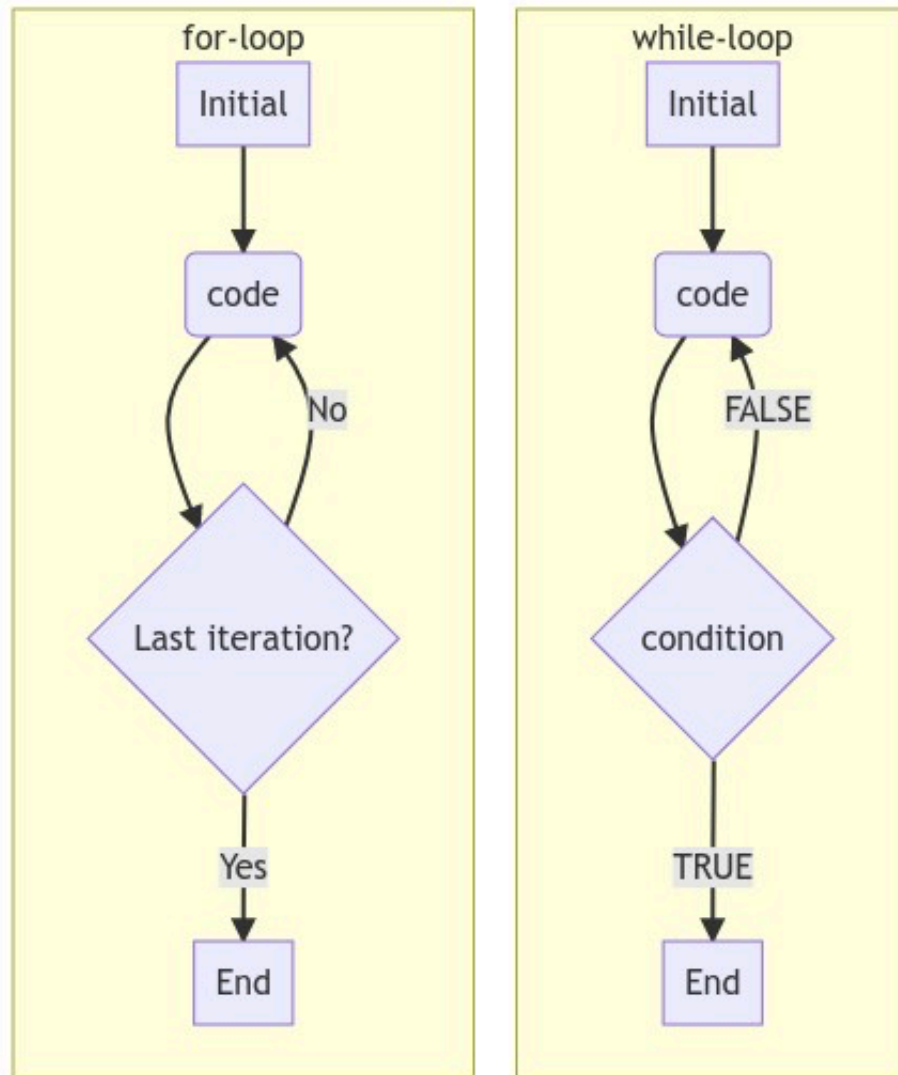 for-loop
Initial
code
No
Last iteration?
Yes
End
while-loop
Initial
code
FALSE
condition
TRUE
End